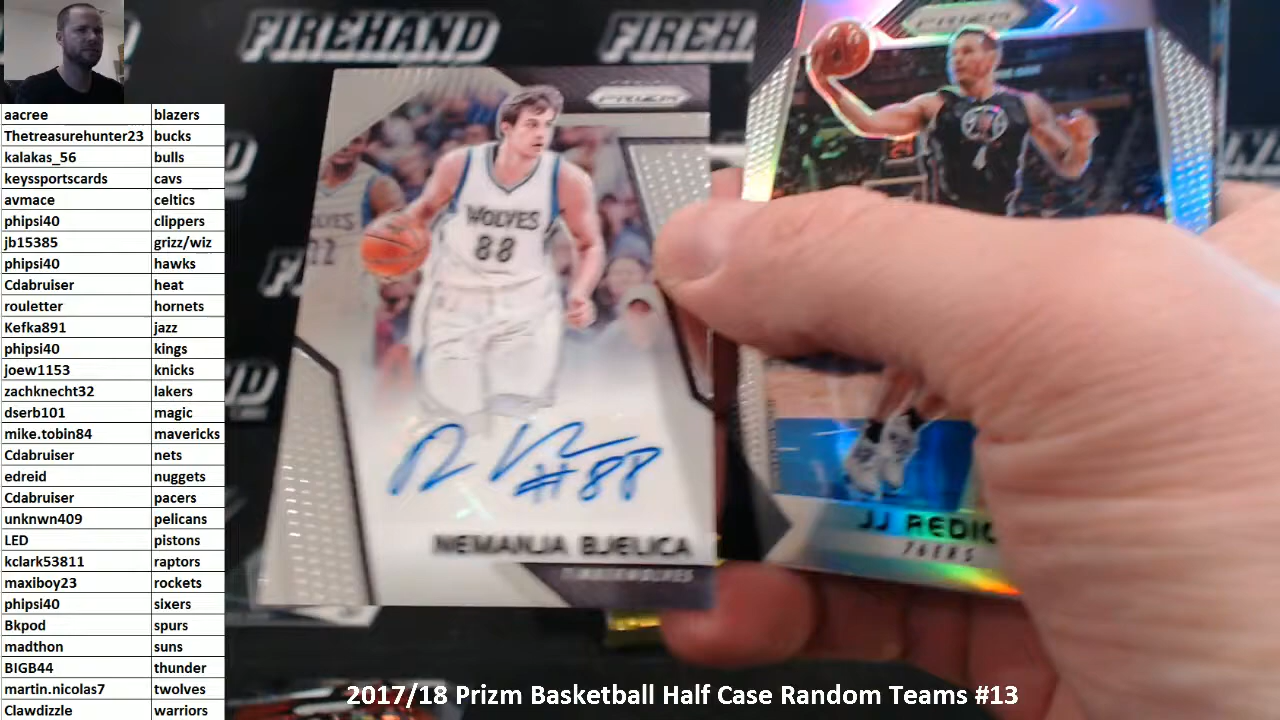 FIREHAND
FIREH
aacree blazers
Thetreasurehunter23 bucks
kalakas_56 bulls
keyssportscards cavs
avmace celtics
phipsi40 clippers
jb15385 grizz/wiz
phipsi40 hawks
Cdabruiser heat
rouletter hornets
Kefka891 jazz
phipsi40 kings
joew1153 knicks
zachknecht32 lakers
dserb101 magic
mike.tobin84 mavericks
Cdabruiser nets
edreid nuggets
Cdabruiser pacers
unknwn409 pelicans
LED pistons
kclark53811 raptors
maxiboy23 rockets
phipsi40 sixers
Bkpod spurs
madthon suns
BIGB44 thunder
martin.nicolas7 twolves
Clawdizzle warriors
PRIZM
WOLVES
88
#88
NEMANJA BJELICA
TIMBERWOLVES
PRIZM
4
JJ REDIC
76ERS
2017/18 Prizm Basketball Half Case Random Teams #13